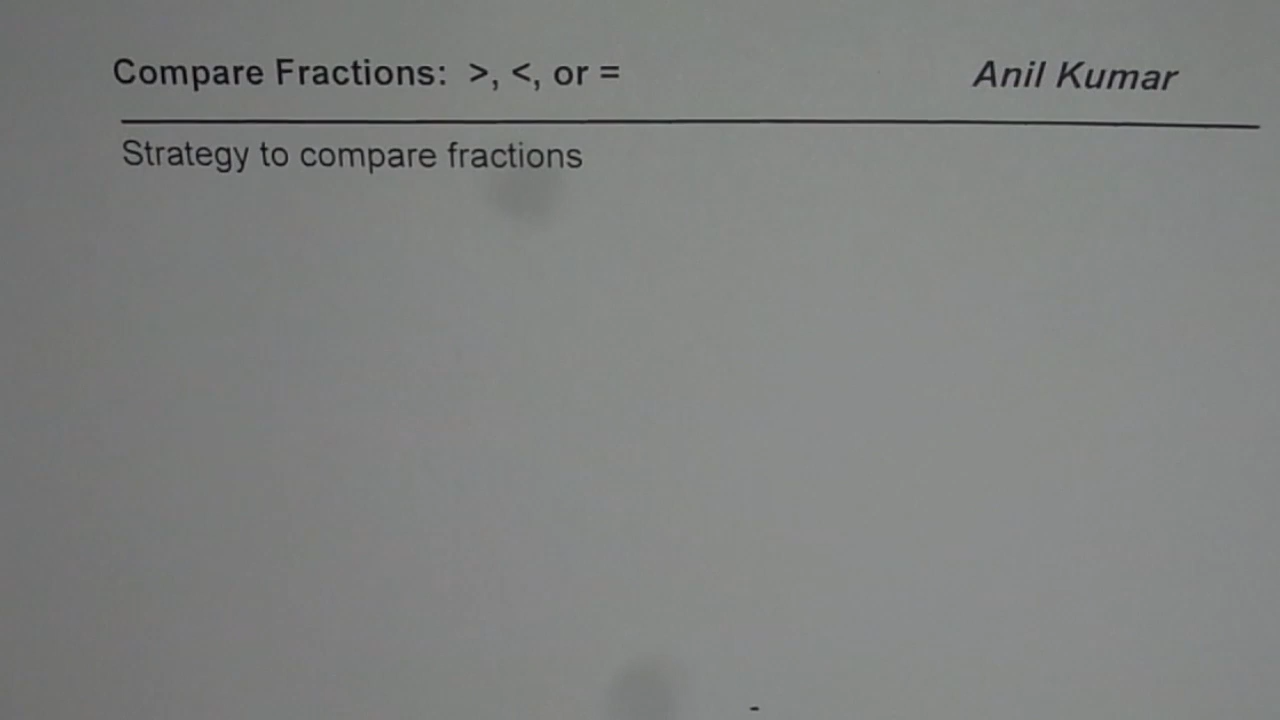 Compare Fractions: >, <, or =
Anil Kumar
Strategy to compare fractions